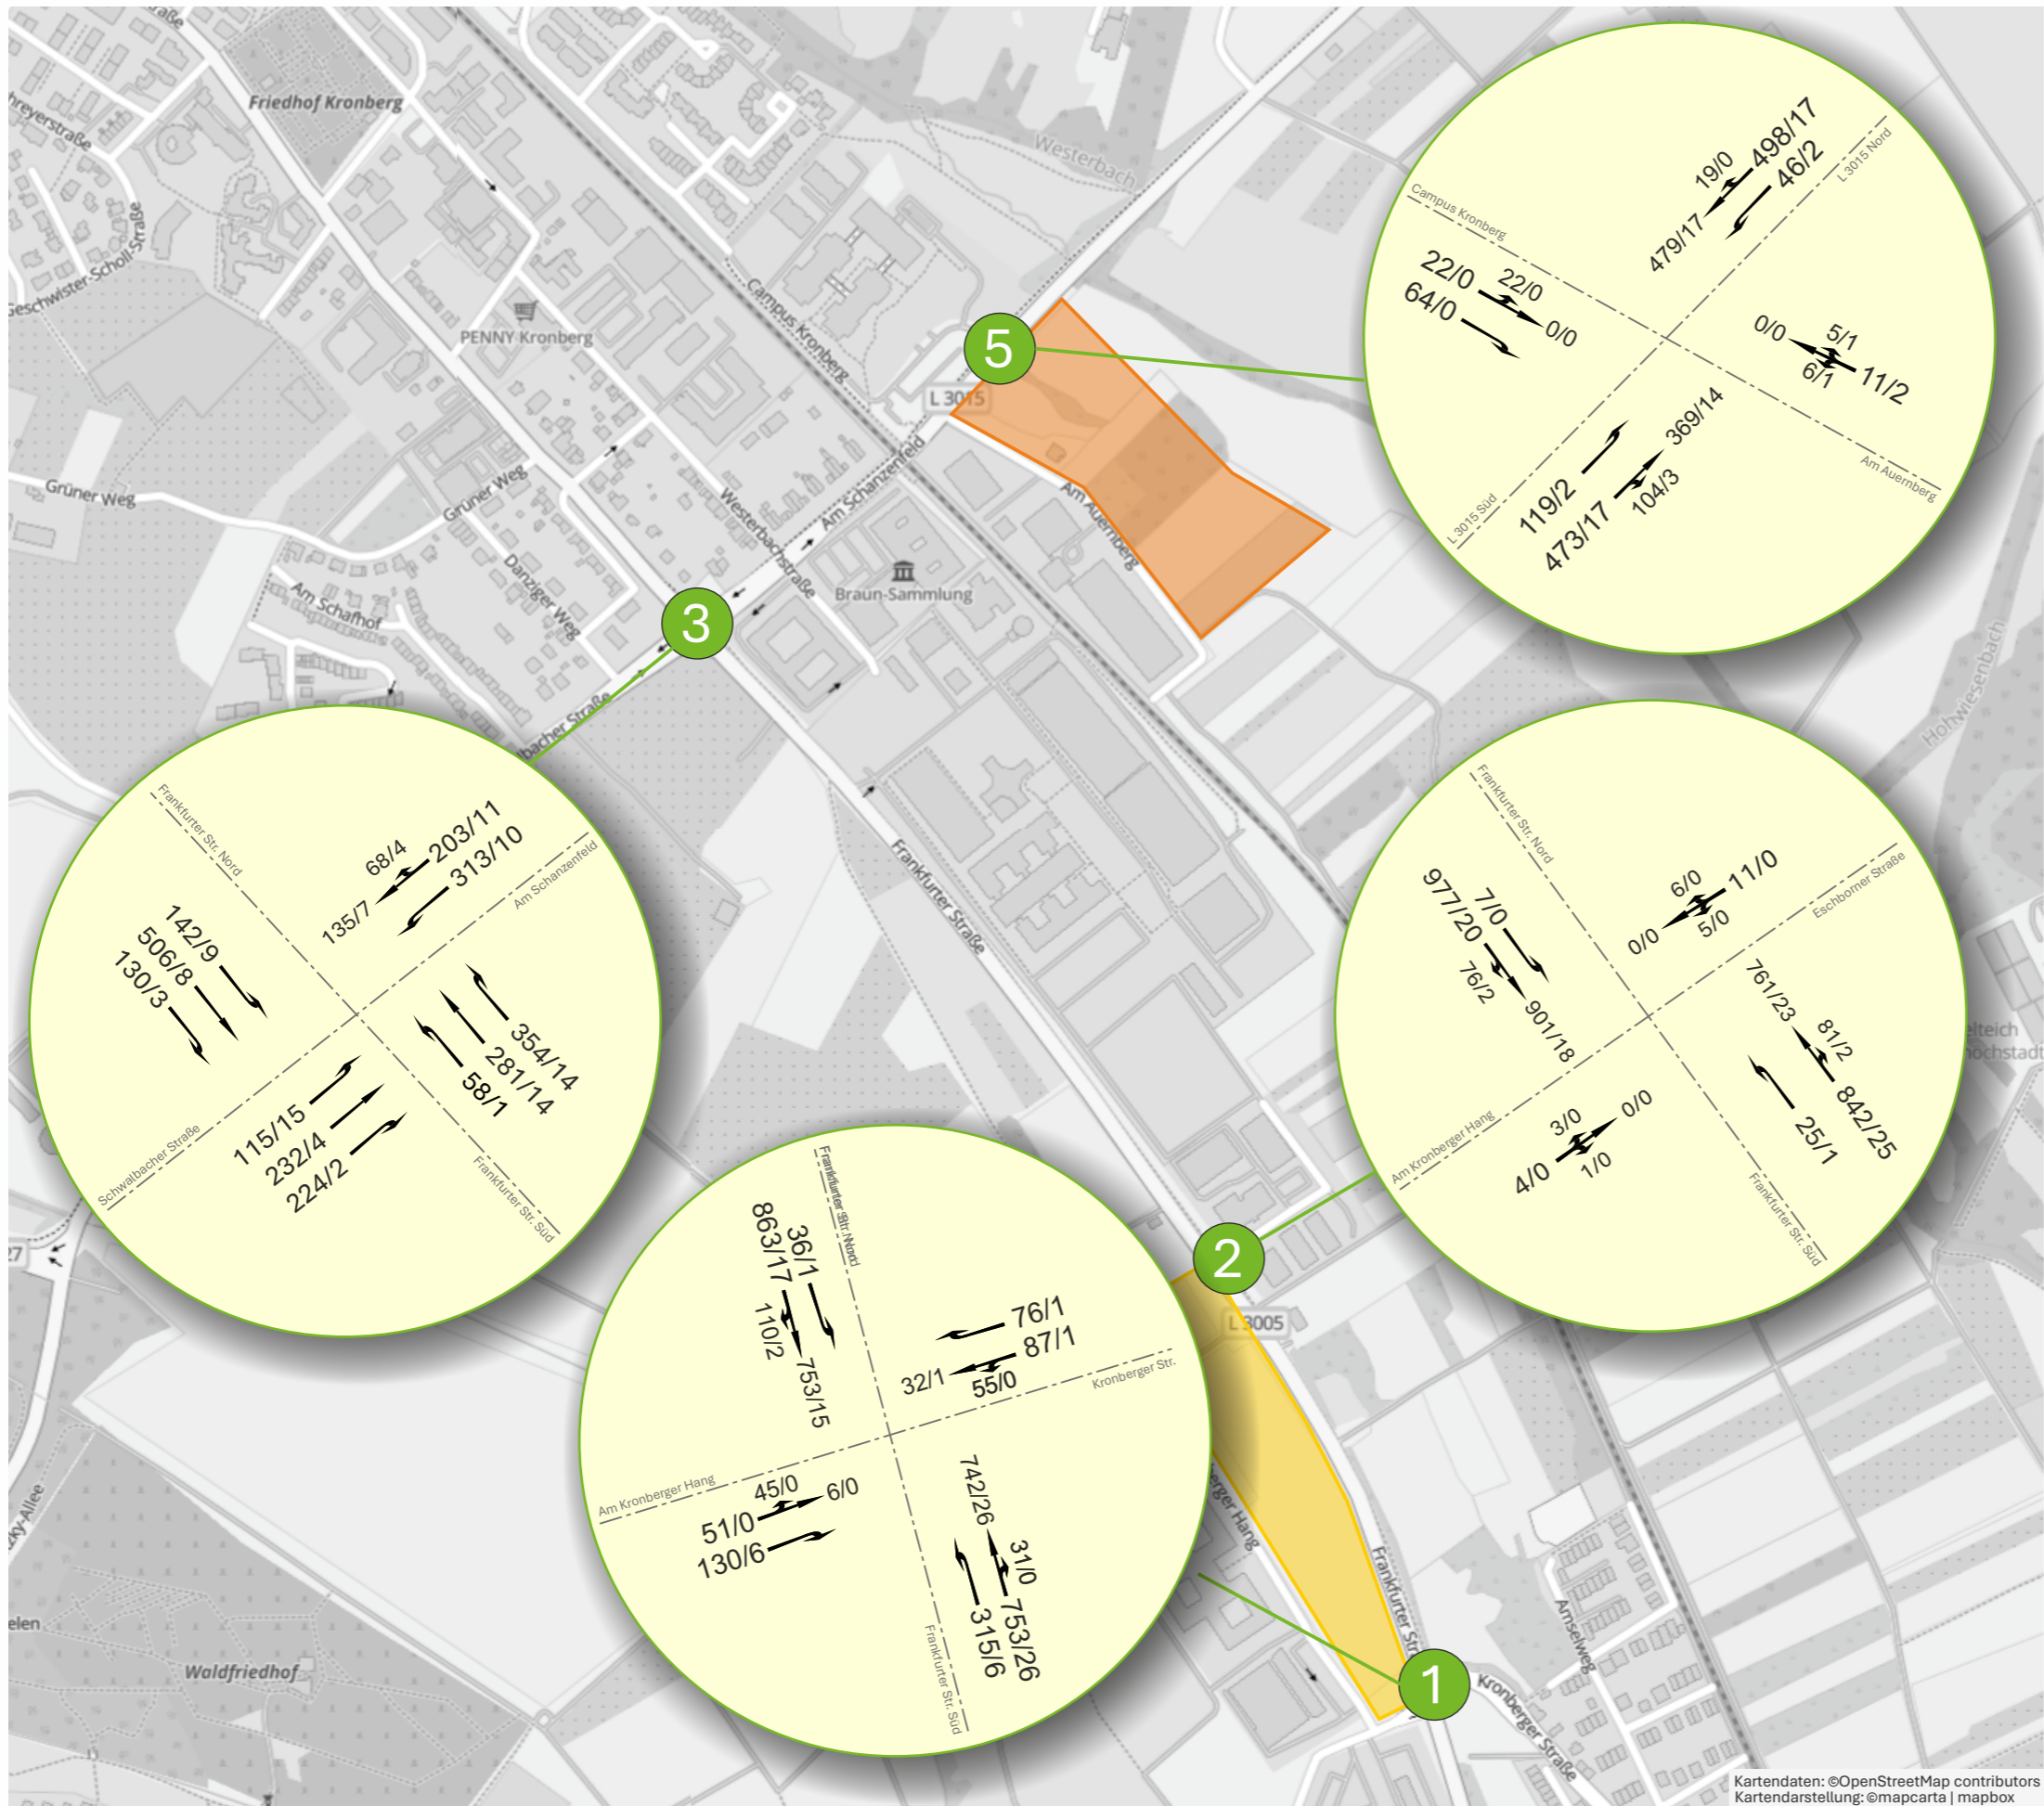 Friedhof Kronberg
hreyerstraße
Geschwister-Scholl-Straße
PENNY Kronberg
Westerbach
Campus Kronberg
L 3015
5
Grüner Weg
Grüner Weg
Am Schanzenfeld
Westerbachstraße
Am Auernberg
Danziger Weg
Am Schafhof
Braun-Sammlung
3
Hohwiesenbach
Frankfurter Straße
2
L 3005
Frankfurter Str
1
Kronberger Straße
Amselweg
Waldfriedhof
elen
27
Campus Kronberg
L 3015 Nord
L 3015 Süd
Am Auernberg
19/0
498/17
46/2
479/17
22/0
22/0
64/0
0/0
0/0
5/1
6/1
11/2
119/2
473/17
369/14
104/3
Frankfurter Str. Nord
Am Schanzenfeld
Schwalbacher Straße
Frankfurter Str. Süd
68/4
203/11
313/10
135/7
142/9
506/8
130/3
354/14
281/14
58/1
115/15
232/4
224/2
Frankfurter Str. Nord
Eschborner Straße
Am Kronberger Hang
Frankfurter Str. Süd
977/20
7/0
76/2
901/18
6/0
11/0
0/0
5/0
761/23
81/2
842/25
25/1
3/0
0/0
4/0
1/0
Frankfurter Str. Nord
Kronberger Str.
Am Kronberger Hang
Frankfurter Str. Süd
863/17
36/1
110/2
753/15
76/1
87/1
32/1
55/0
45/0
6/0
51/0
130/6
742/26
31/0
753/26
315/6
Kartendaten: ©OpenStreetMap contributors
Kartendarstellung: ©mapcarta | mapbox